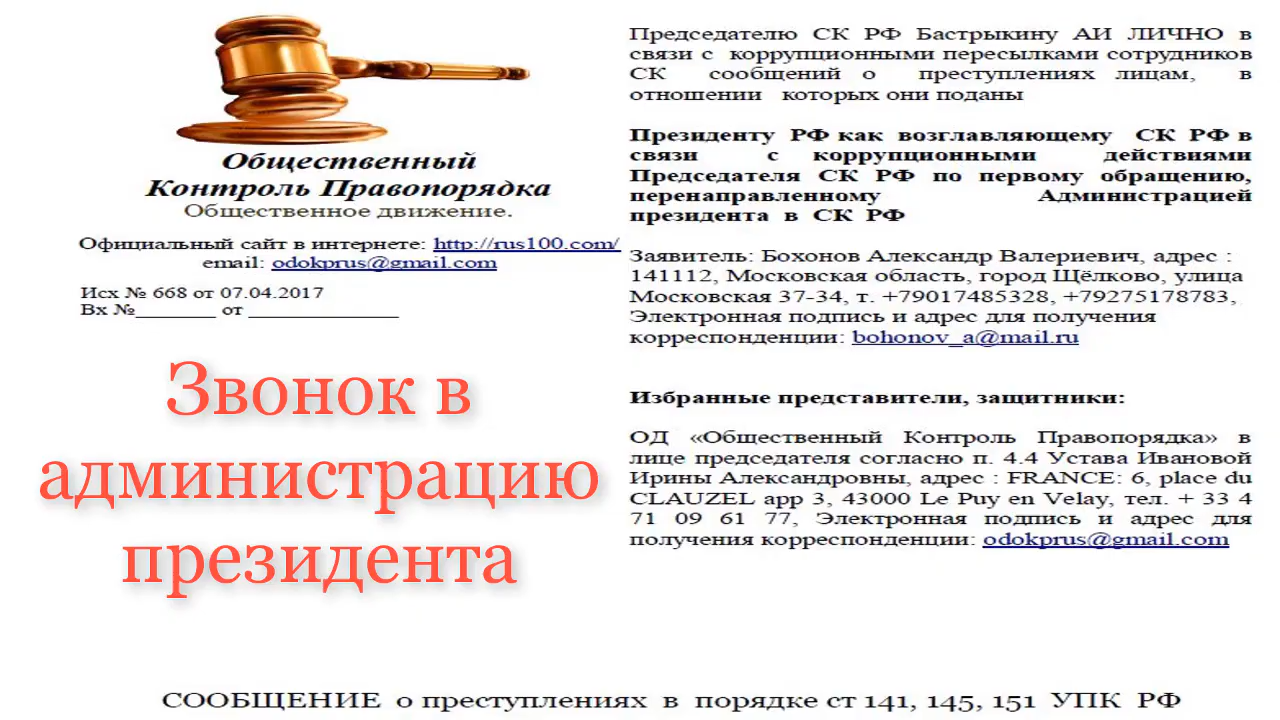 Общественный
Контроль Правопорядка
Общественное движение.
Официальный сайт в интернете: http://rus100.com/
email: odokprus@gmail.com
Исх № 668 от 07.04.2017
Вх №_______ от _____________
Звонок в
администрацию
президента
Председателю СК РФ Бастрыкину АИ ЛИЧНО в
связи с коррупционными пересылками сотрудников
СК сообщений о преступлениях лицам, в
отношении которых они поданы
Президенту РФ как возглавляющему СК РФ в
связи с коррупционными действиями
Председателя СК РФ по первому обращению,
перенаправленному Администрацией
президента в СК РФ
Заявитель: Бохонов Александр Валериевич, адрес :
141112, Московская область, город Щёлково, улица
Московская 37-34, т. +79017485328, +79275178783,
Электронная подпись и адрес для получения
корреспонденции: bohonov_a@mail.ru
Избранные представители, защитники:
ОД «Общественный Контроль Правопорядка» в
лице председателя согласно п. 4.4 Устава Ивановой
Ирины Александровны, адрес : FRANCE: 6, place du
CLAUZEL app 3, 43000 Le Puy en Velay, тел. + 33 4
71 09 61 77, Электронная подпись и адрес для
получения корреспонденции: odokprus@gmail.com
СООБЩЕНИЕ о преступлениях в порядке ст 141, 145, 151 УПК РФ